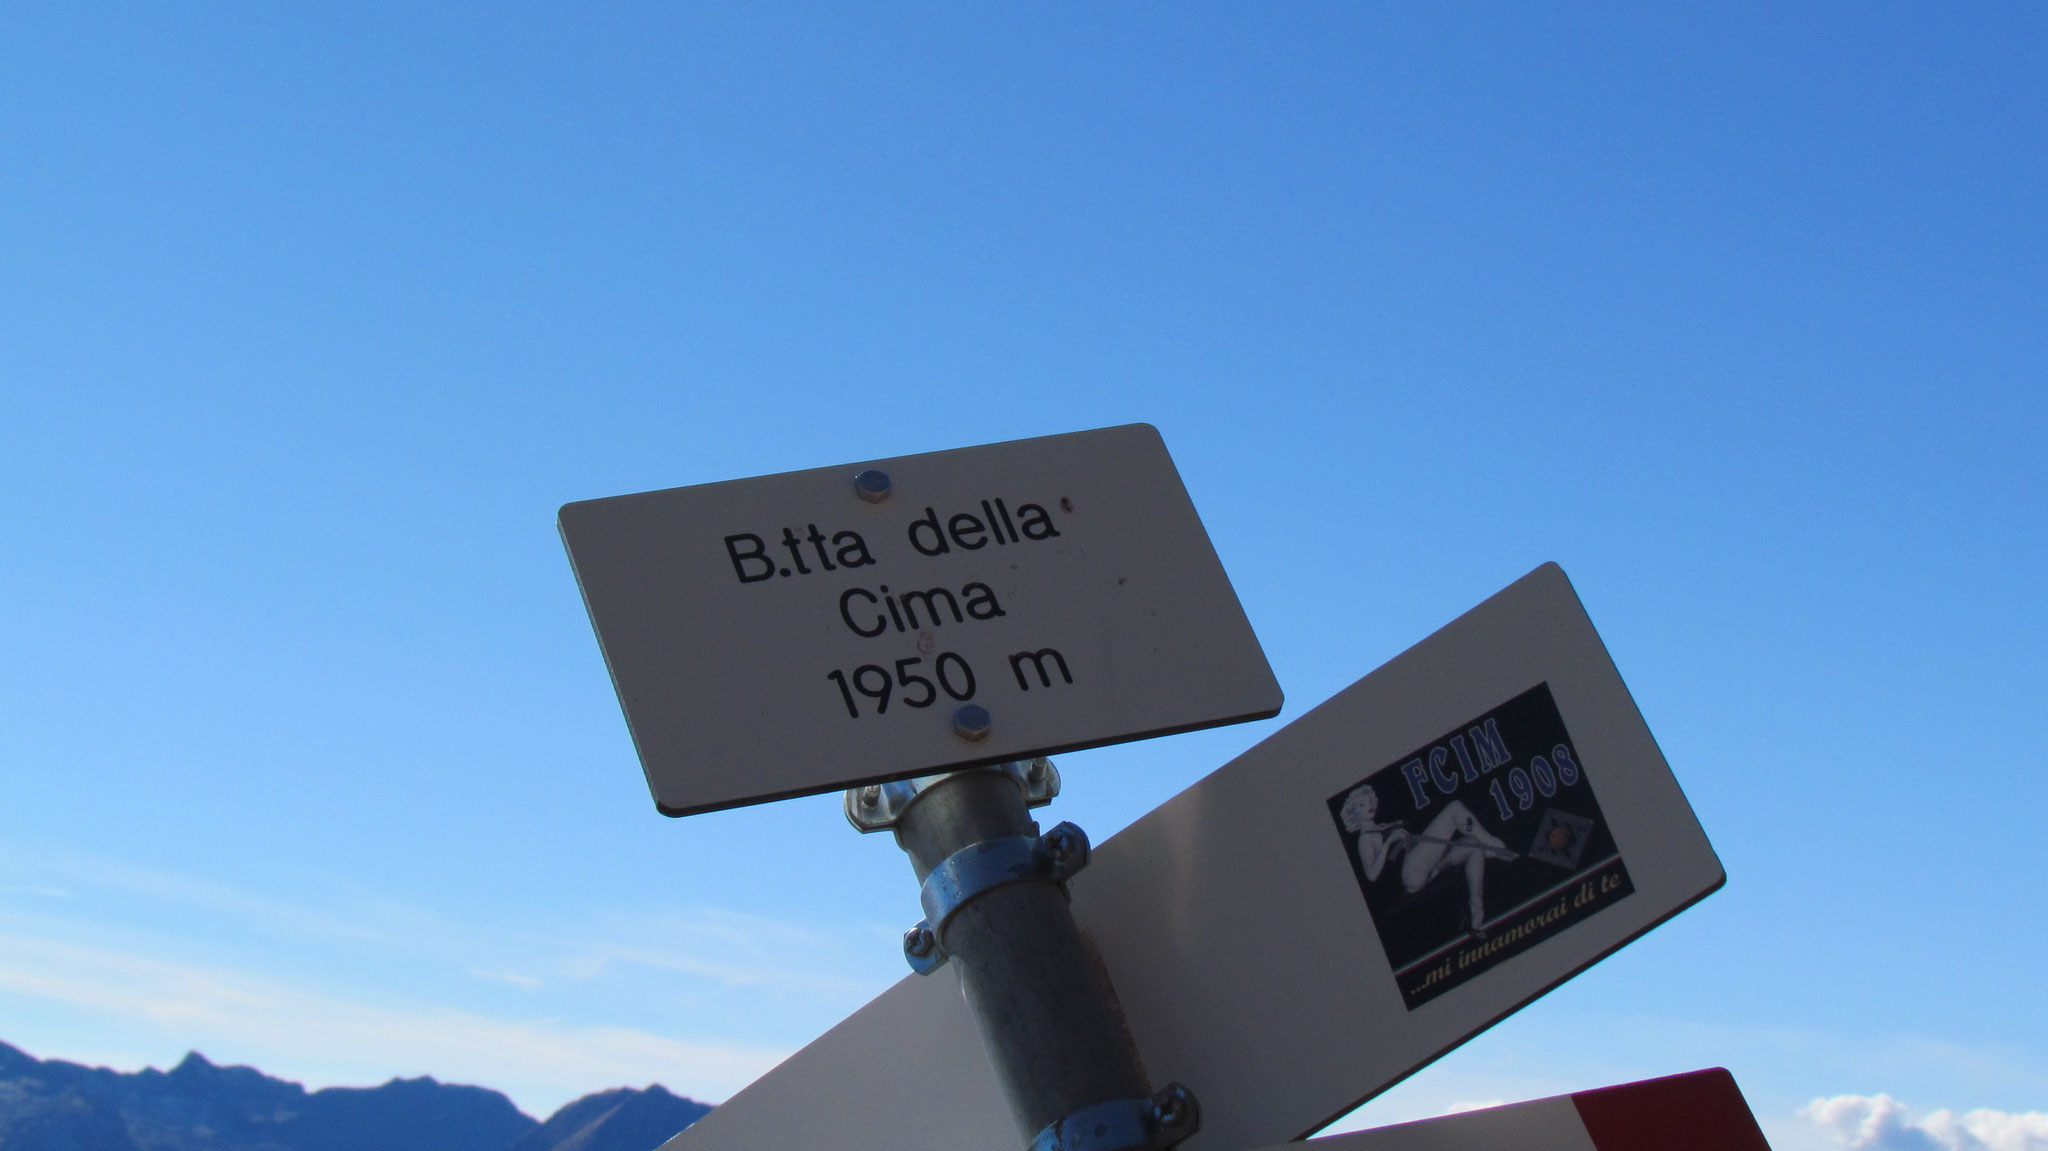 B.tta della
Cima
1950 m
FCIM
1908
...mi innamorai di te